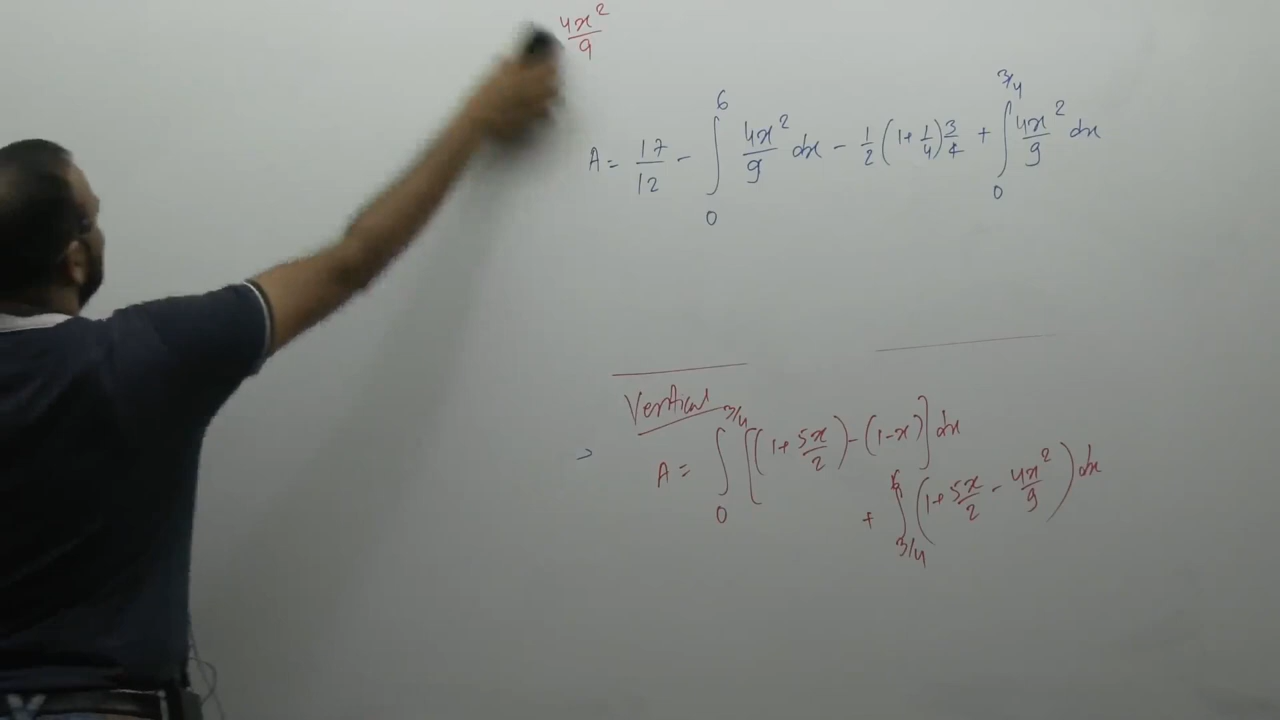 4x²/9
A = 17/12 - ∫₀⁶ 4x²/9 dx - 1/2 (1 + 1/4) 3/4 + ∫₀^(3/4) 4x²/9 dx
Vertical
A = ∫₀^(3/4) [(1 + 5x/2) - (1 - x)] dx
+ ∫_(3/4)^6 (1 + 5x/2 - 4x²/9) dx